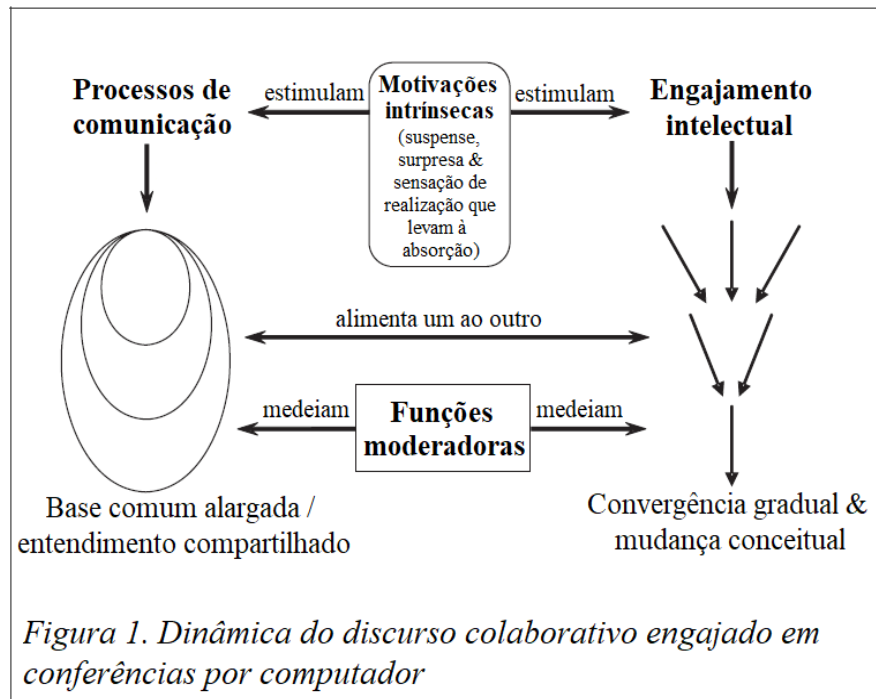 Processos de
comunicação
estimulam
Motivações
intrínsecas
(suspense,
surpresa &
sensação de
realização que
levam à
absorção)
estimulam
Engajamento
intelectual
alimenta um ao outro
medeiam
Funções
moderadoras
medeiam
Base comum alargada /
entendimento compartilhado
Convergência gradual &
mudança conceitual
Figura 1. Dinâmica do discurso colaborativo engajado em
conferências por computador